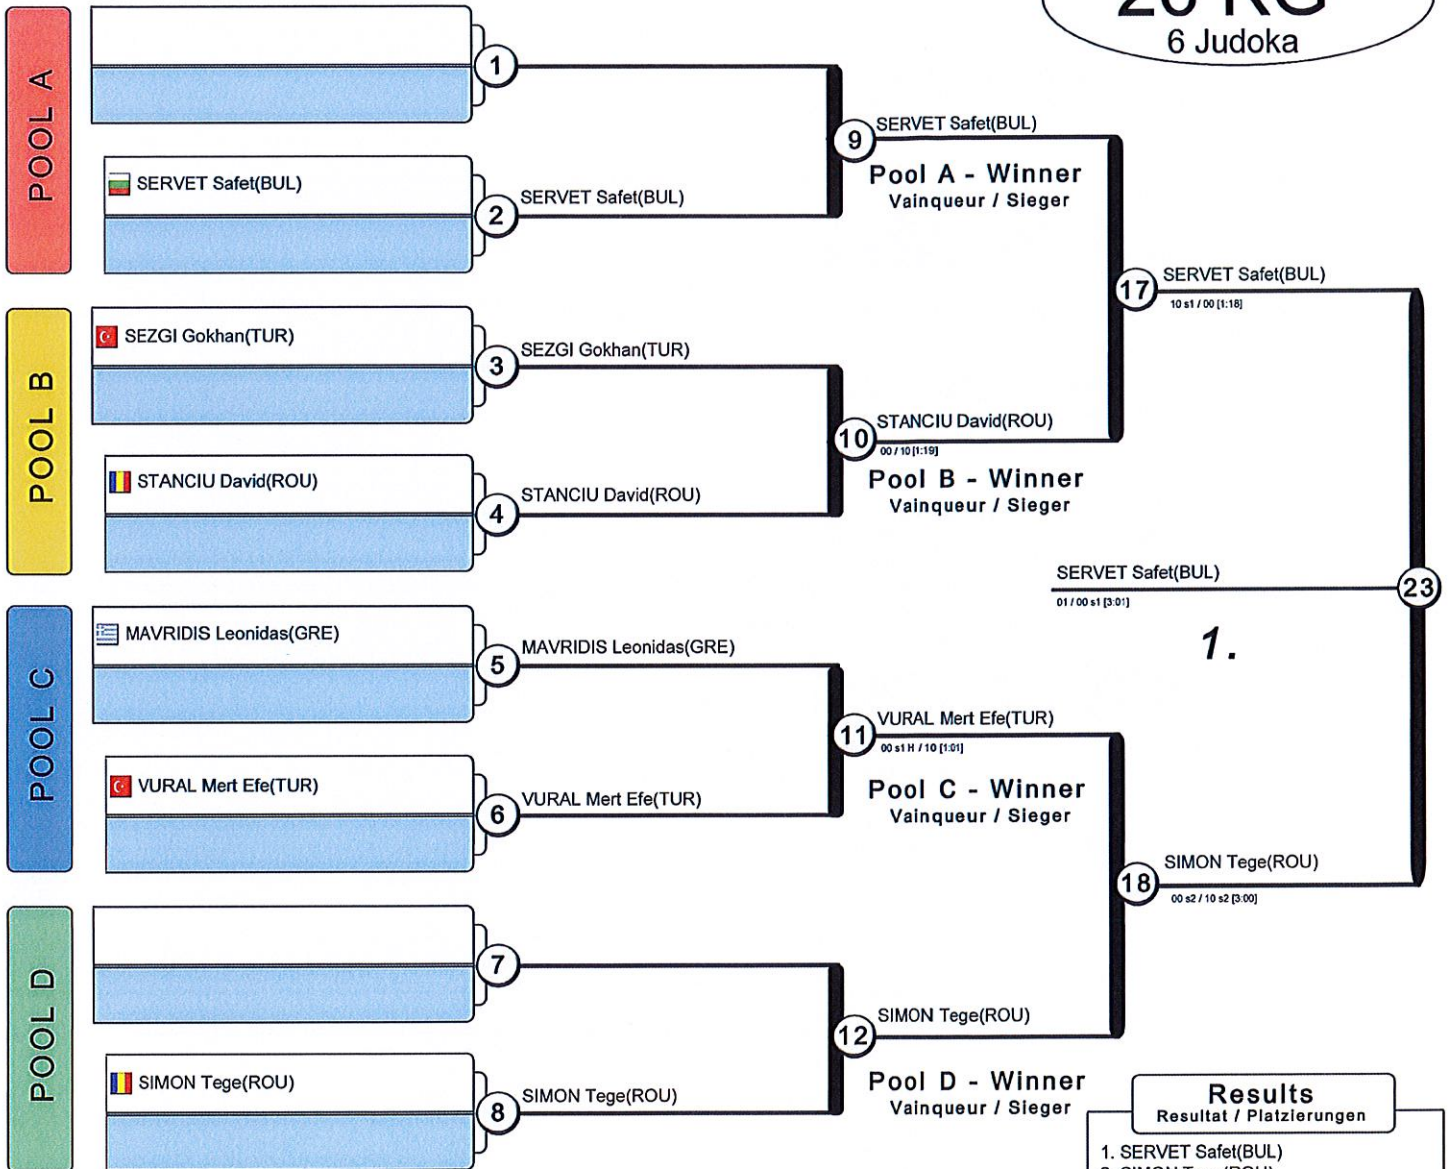 6 Judoka
POOL A
1
SERVET Safet(BUL)
2
SERVET Safet(BUL)
9
SERVET Safet(BUL)
Pool A - Winner
Vainqueur / Sieger
POOL B
SEZGI Gokhan(TUR)
3
SEZGI Gokhan(TUR)
STANCIU David(ROU)
4
STANCIU David(ROU)
10
STANCIU David(ROU)
00 / 10 [1:19]
Pool B - Winner
Vainqueur / Sieger
17
SERVET Safet(BUL)
10 s1 / 00 [1:18]
POOL C
MAVRIDIS Leonidas(GRE)
5
MAVRIDIS Leonidas(GRE)
VURAL Mert Efe(TUR)
6
VURAL Mert Efe(TUR)
11
VURAL Mert Efe(TUR)
00 s1 H / 10 [1:01]
Pool C - Winner
Vainqueur / Sieger
POOL D
7
SIMON Tege(ROU)
8
SIMON Tege(ROU)
12
SIMON Tege(ROU)
Pool D - Winner
Vainqueur / Sieger
18
SIMON Tege(ROU)
00 s2 / 10 s2 [3:00]
SERVET Safet(BUL)
23
01 / 00 s1 [3:01]
1.
Results
Resultat / Platzierungen
1. SERVET Safet(BUL)